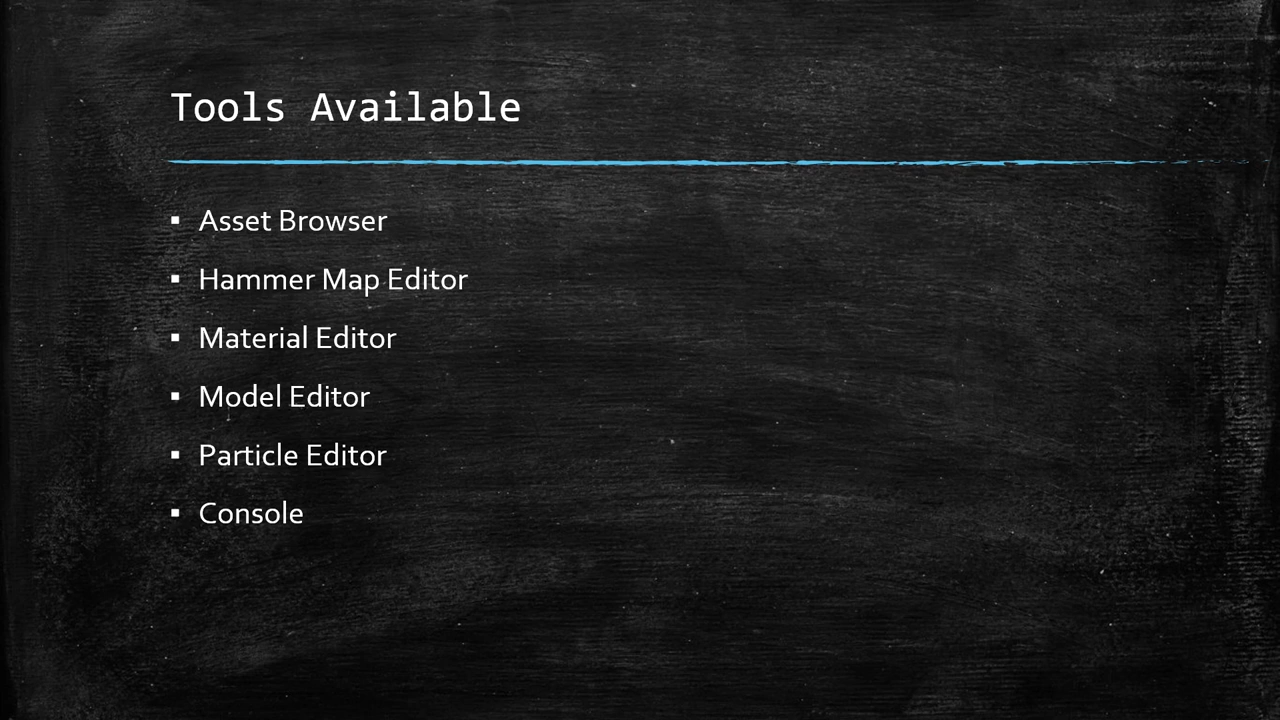 Tools Available
▪ Asset Browser
▪ Hammer Map Editor
▪ Material Editor
▪ Model Editor
▪ Particle Editor
▪ Console